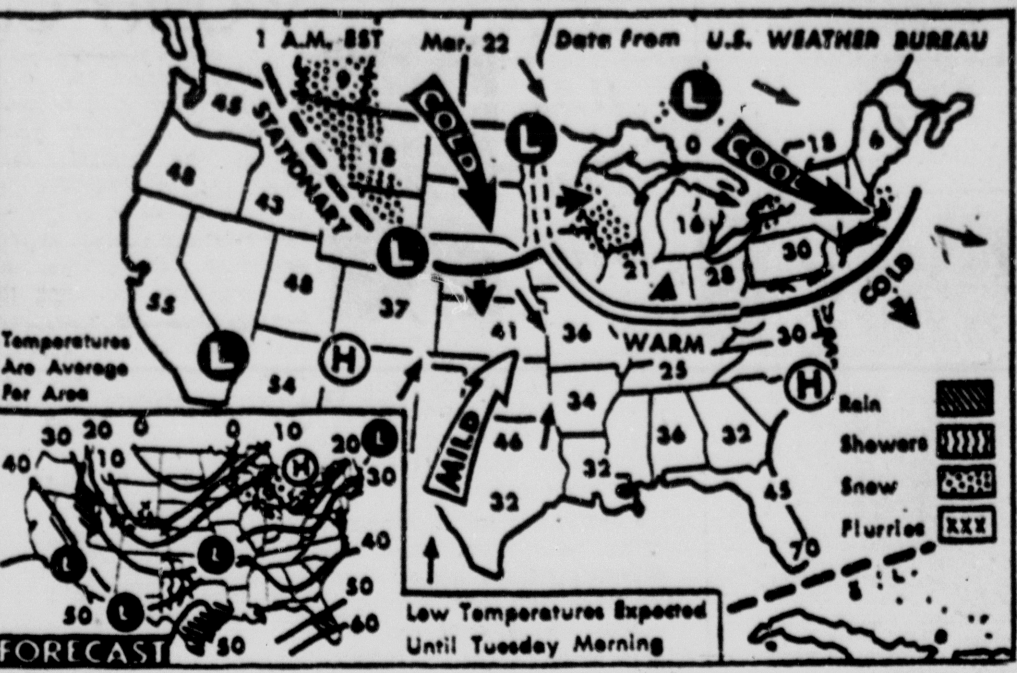 1 A.M. EST Mar. 22 Data from U.S. WEATHER BUREAU
L
COLD
COOL
45
STATIONARY
L
0
18
6
18
48
43
16
L
30
21
28
COLD
48
37
55
41
36
WARM
30
25
L
H
H
54
34
MILD
46
36
32
32
32
45
70
Temperatures
Are Average
Per Area
Rain
Showers
Snow
Flurries
XXX
30 20 0 0 10 20 L
40 10 H 30
L L 40
50 L 50
50 60
FORECAST
Low Temperatures Expected
Until Tuesday Morning